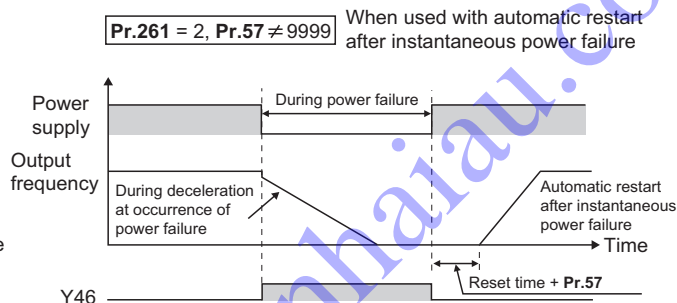 Pr.261 = 2, Pr.57 ≠ 9999
When used with automatic restart
after instantaneous power failure
Power
supply
During power failure
Output
frequency
During deceleration
at occurrence of
power failure
Automatic restart
after instantaneous
power failure
Time
Reset time + Pr.57
Y46